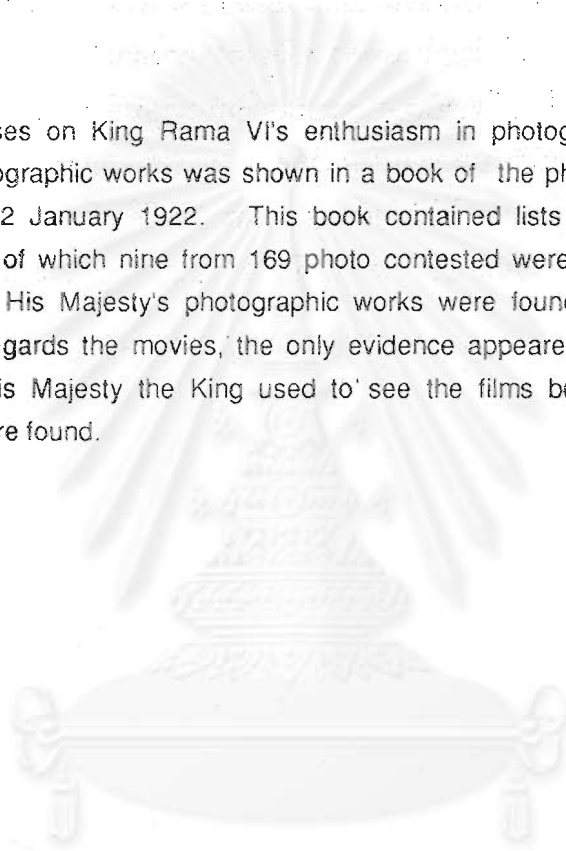 ses on King Rama VI's enthusiasm in photog
ographic works was shown in a book of the ph
2 January 1922. This book contained lists
of which nine from 169 photo contested were
His Majesty's photographic works were foun
gards the movies, the only evidence appeare
is Majesty the King used to see the films be
re found.